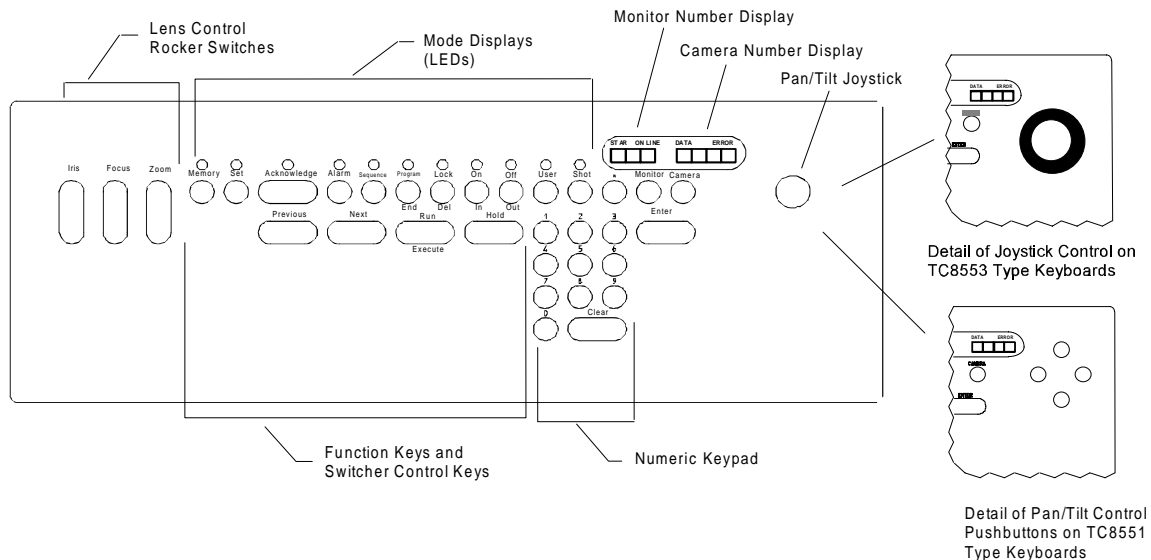 Lens Control
Rocker Switches
Mode Displays
(LEDs)
Monitor Number Display
Camera Number Display
Pan/Tilt Joystick
DATA ERROR
ENTER
Iris Focus Zoom
STAR ON LINE DATA ERROR
Memory Set Acknowledge Alarm Sequence Program Lock On Off User Shot * Monitor Camera
End Del In Out
Previous Next Run Hold 1 2 3 Enter
Execute
4 5 6
7 8 9
0 Clear
Detail of Joystick Control on
TC8553 Type Keyboards
DATA ERROR
CAMERA
ENTER
Function Keys and
Switcher Control Keys
Numeric Keypad
Detail of Pan/Tilt Control
Pushbuttons on TC8551
Type Keyboards